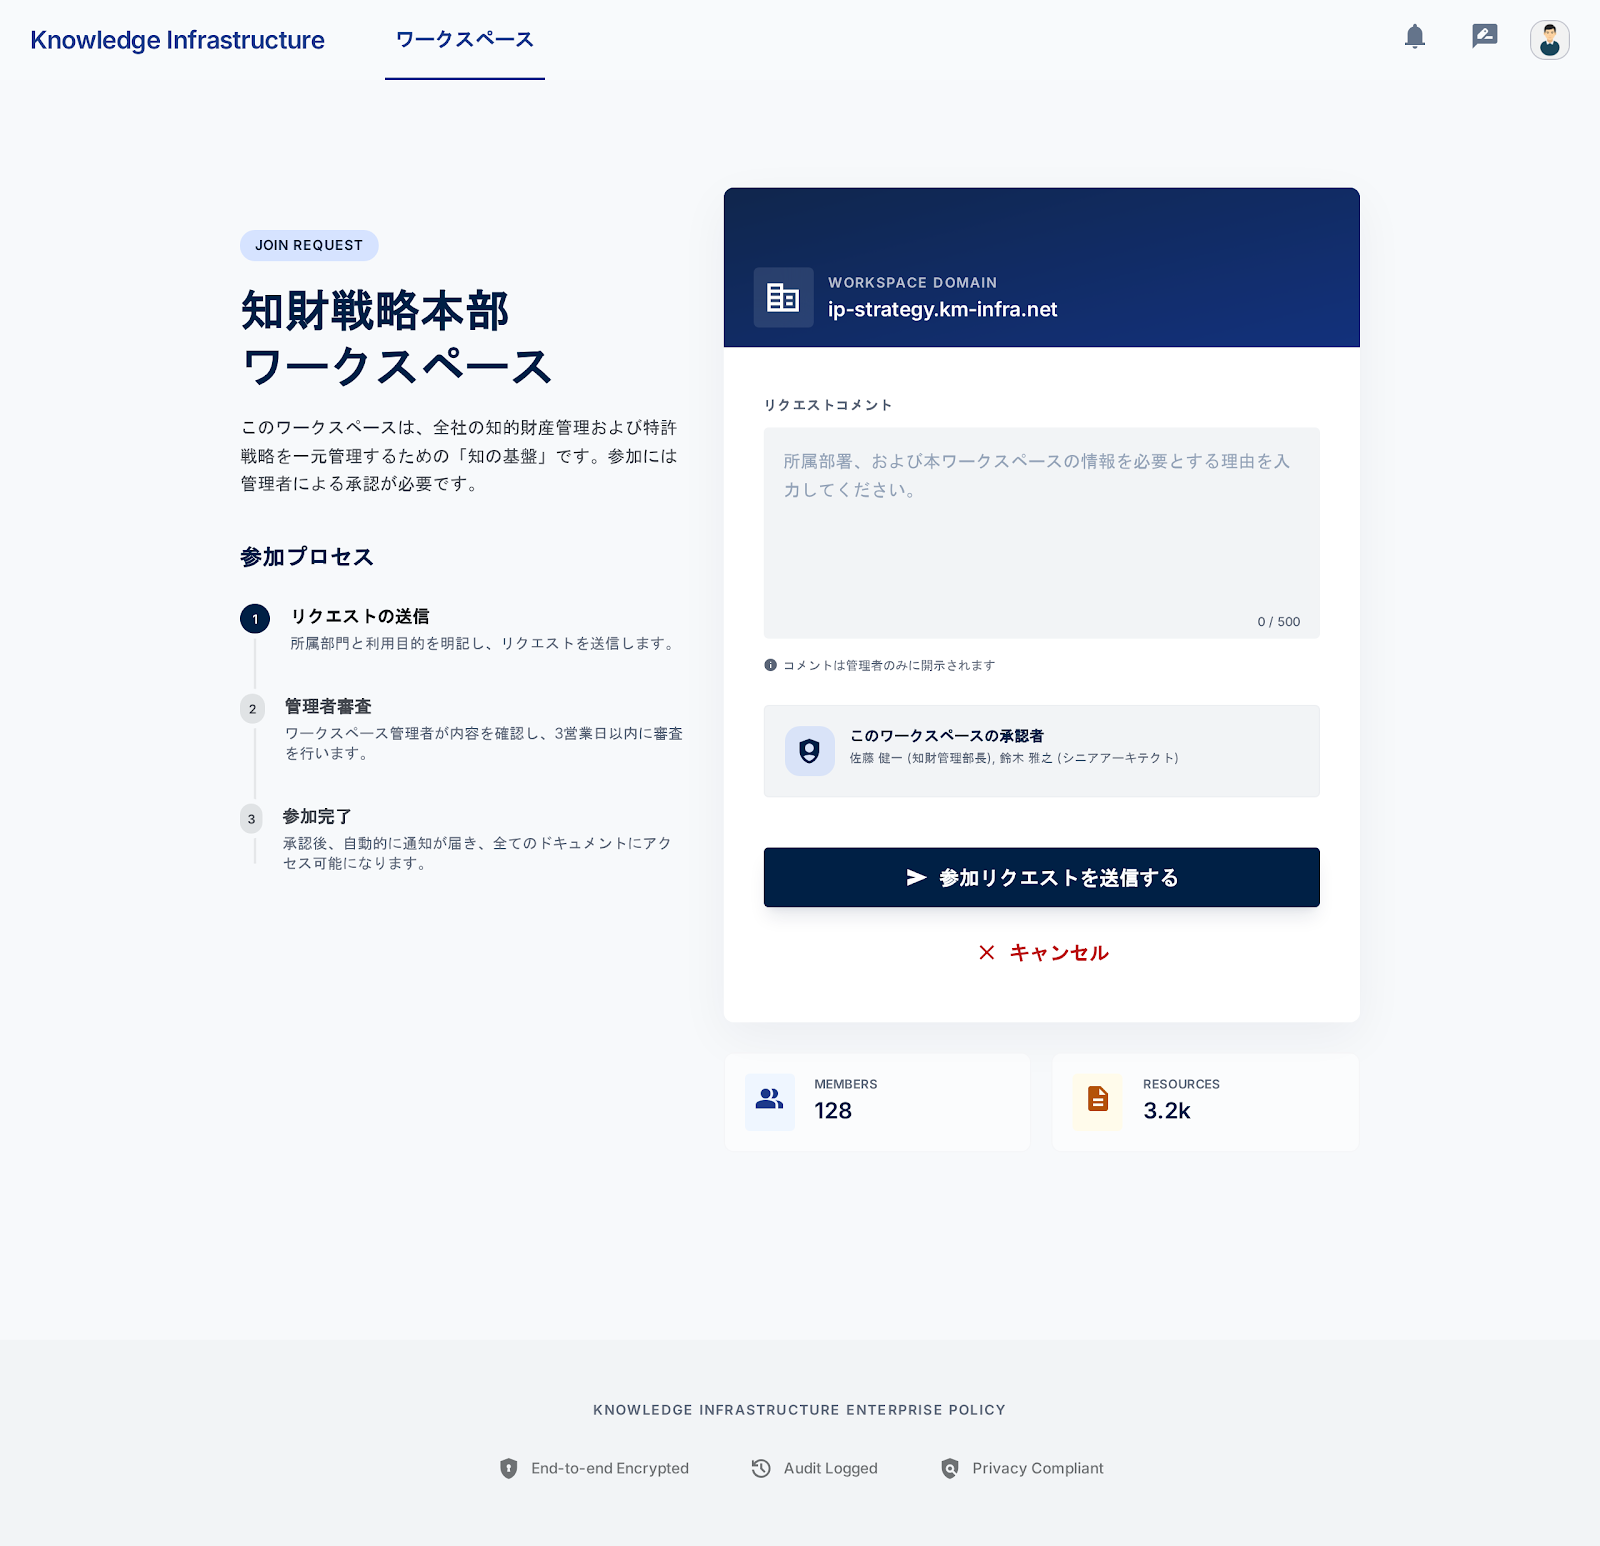 Knowledge Infrastructure
ワークスペース
JOIN REQUEST
知財戦略本部
ワークスペース
このワークスペースは、全社の知的財産管理および特許
戦略を一元管理するための「知の基盤」です。参加には
管理者による承認が必要です。
参加プロセス
1
リクエストの送信
所属部門と利用目的を明記し、リクエストを送信します。
2
管理者審査
ワークスペース管理者が内容を確認し、3営業日以内に審査
を行います。
3
参加完了
承認後、自動的に通知が届き、全てのドキュメントにアク
セス可能になります。
WORKSPACE DOMAIN
ip-strategy.km-infra.net
リクエストコメント
所属部署、および本ワークスペースの情報を必要とする理由を入
力してください。
0 / 500
コメントは管理者のみに開示されます
このワークスペースの承認者
佐藤 健一 (知財管理部長), 鈴木 雅之 (シニアアーキテクト)
参加リクエストを送信する
キャンセル
MEMBERS
128
RESOURCES
3.2k
KNOWLEDGE INFRASTRUCTURE ENTERPRISE POLICY
End-to-end Encrypted
Audit Logged
Privacy Compliant